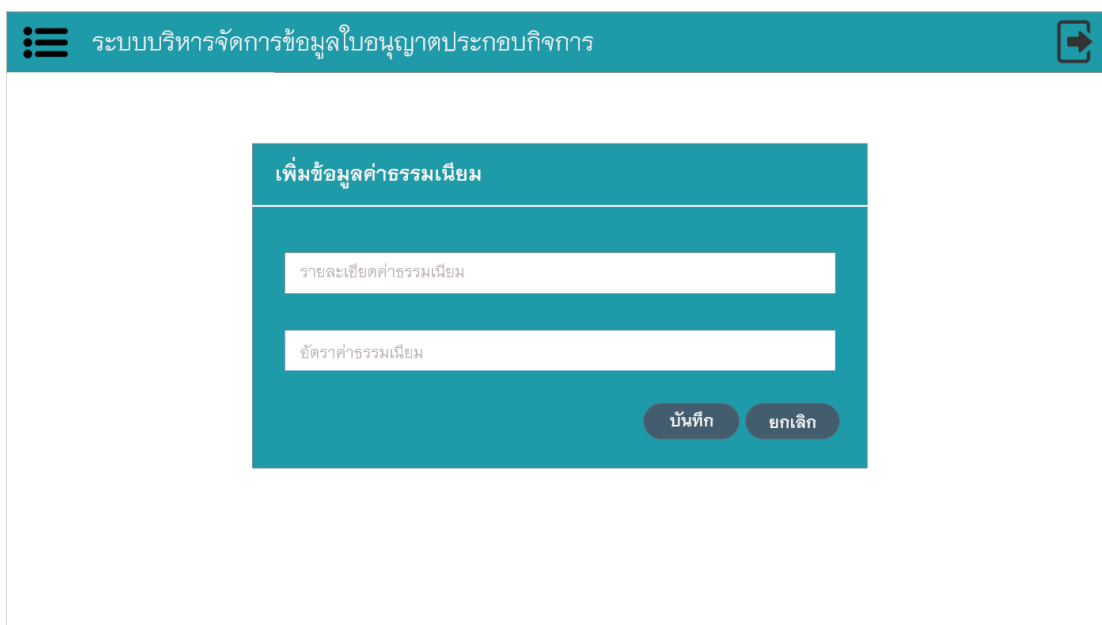 ระบบบริหารจัดการข้อมูลใบอนุญาตประกอบกิจการ
เพิ่มข้อมูลค่าธรรมเนียม
รายละเอียดค่าธรรมเนียม
อัตราค่าธรรมเนียม
บันทึก ยกเลิก